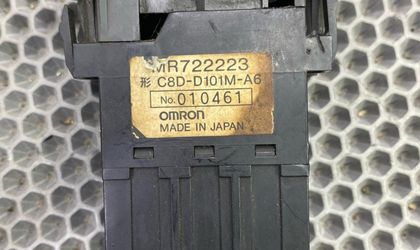 MR722223
形 C8D-D101M-A6
No. 010461
OMRON
MADE IN JAPAN